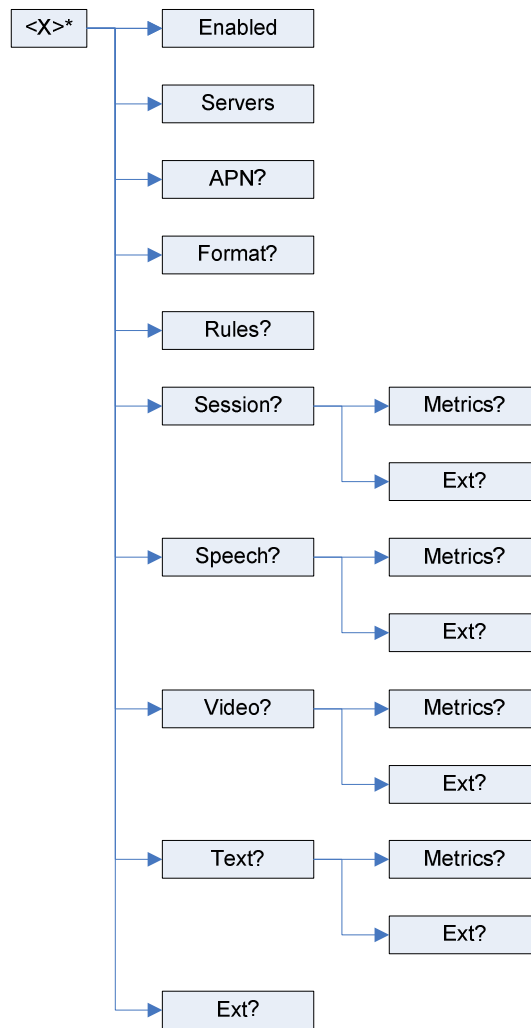 <X>*
Enabled
Servers
APN?
Format?
Rules?
Session?
Metrics?
Ext?
Speech?
Metrics?
Ext?
Video?
Metrics?
Ext?
Text?
Metrics?
Ext?
Ext?